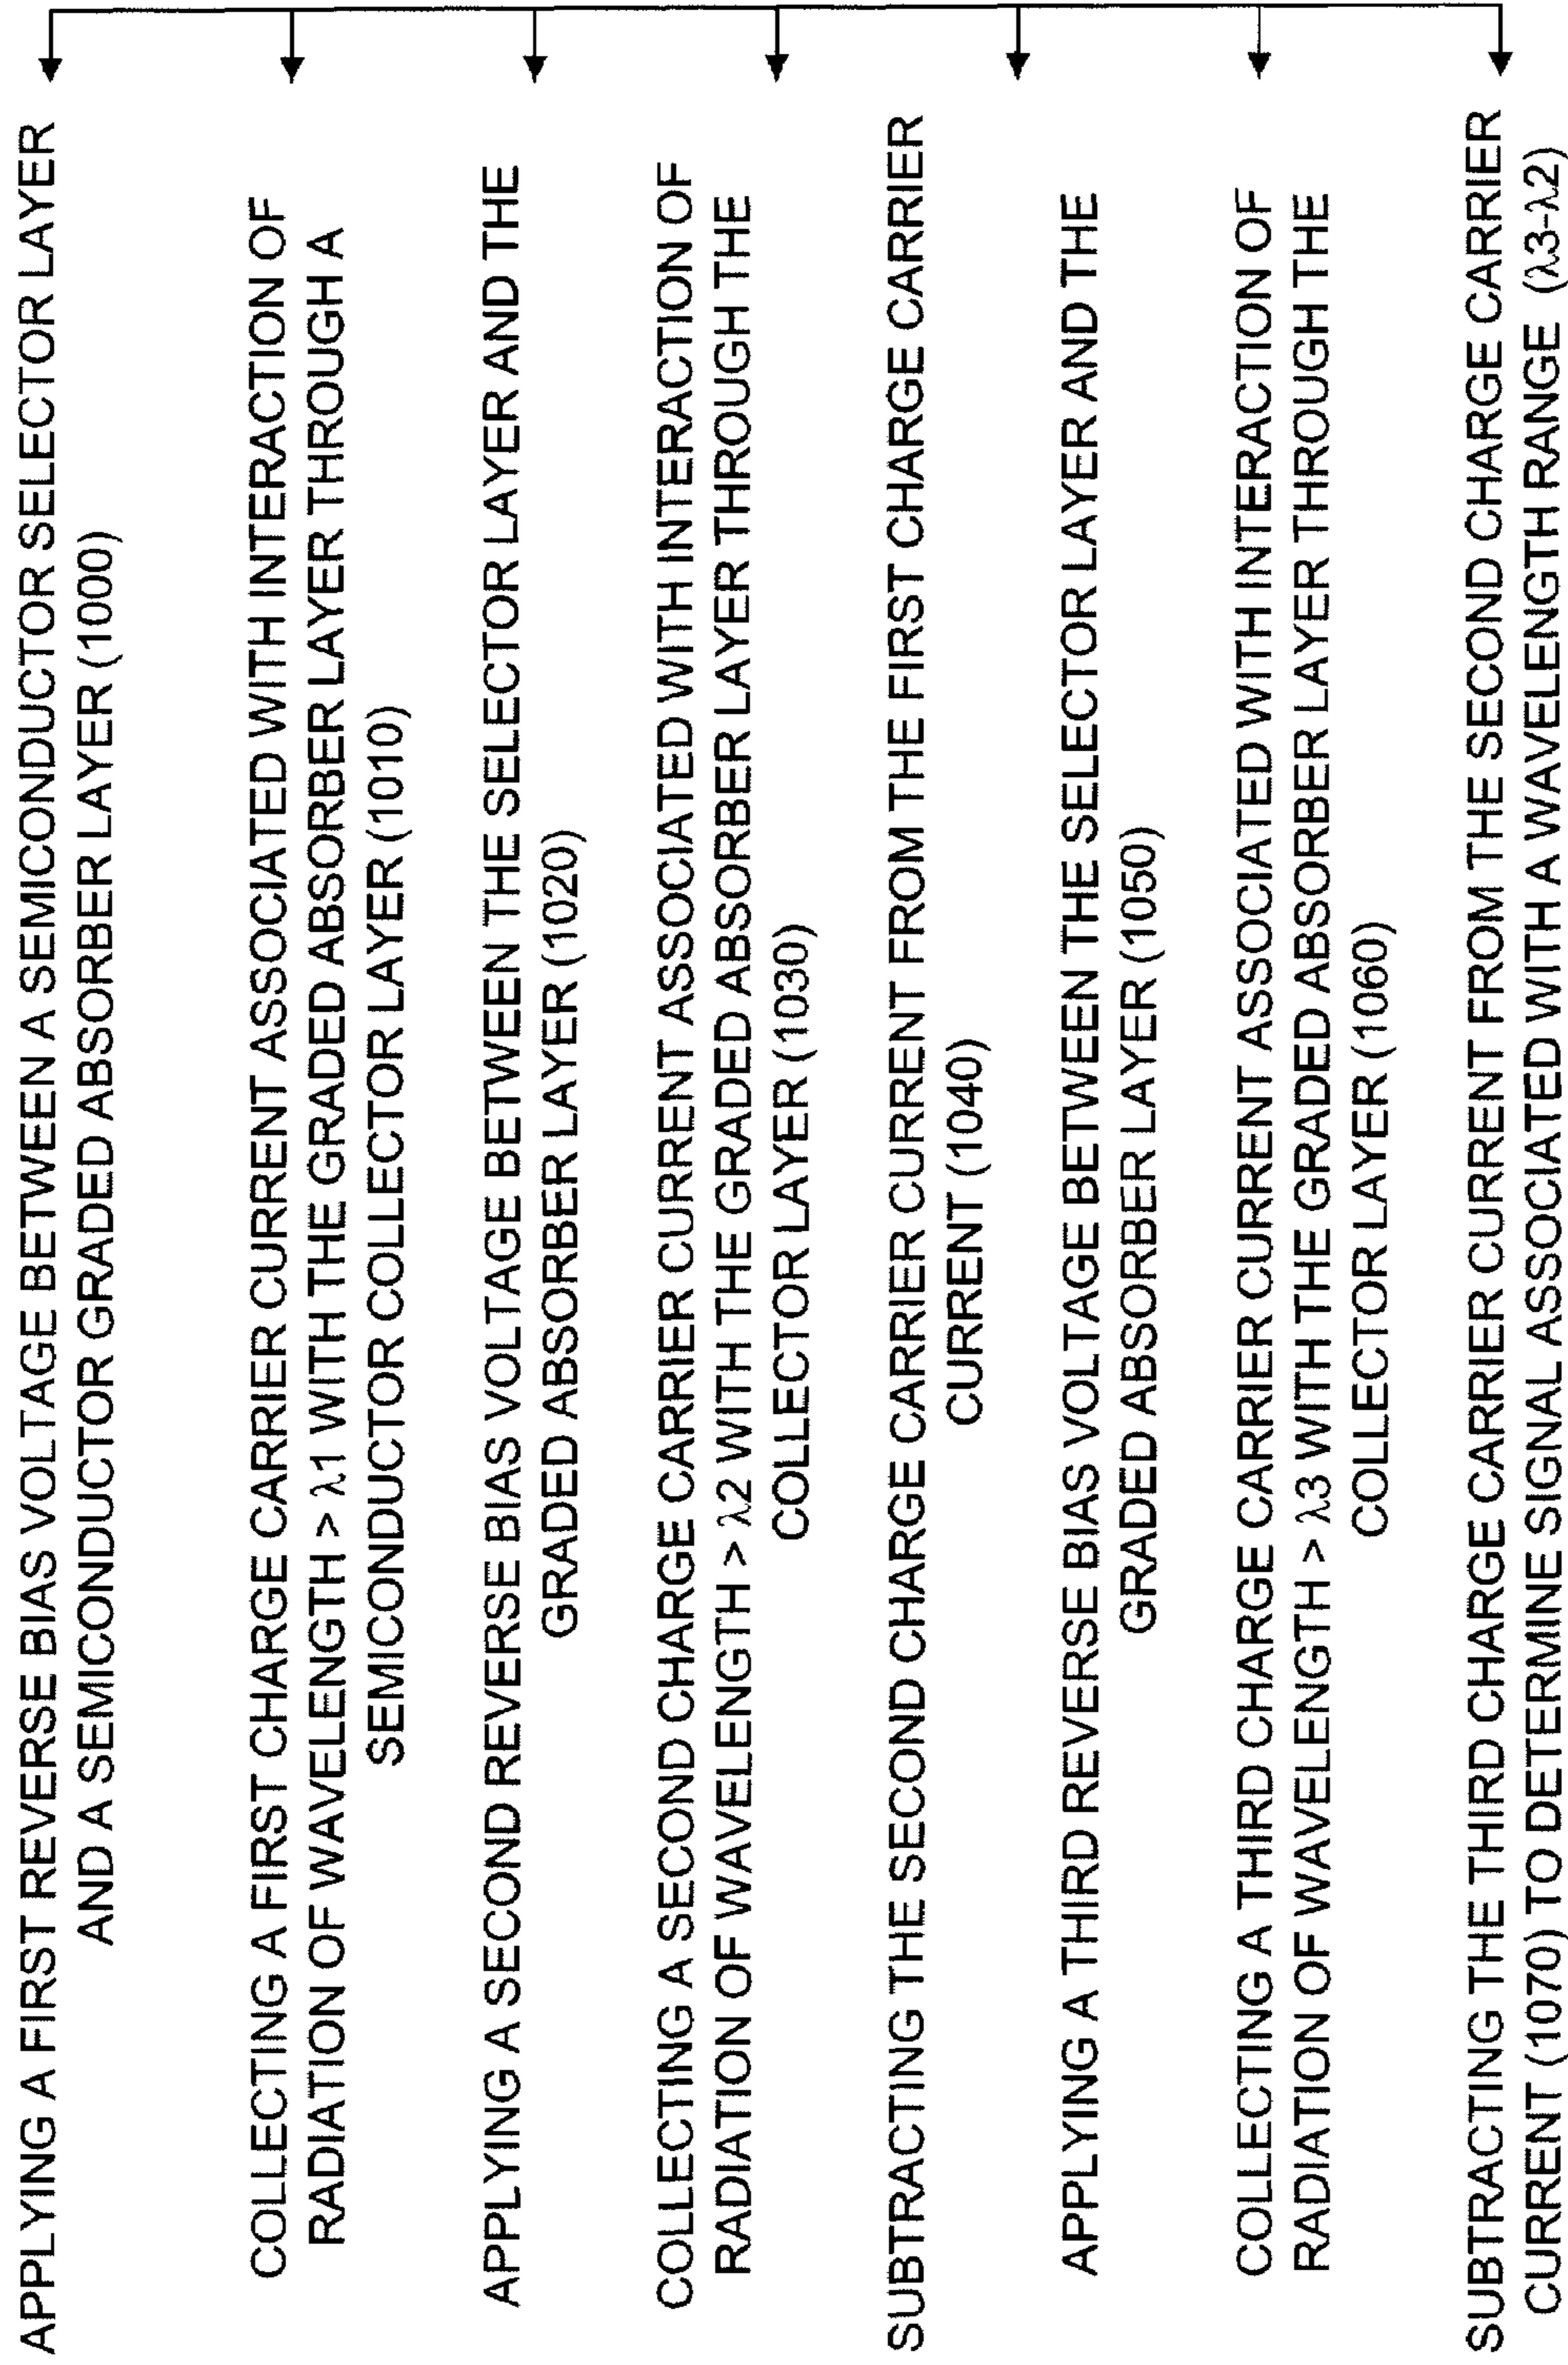 APPLYING A FIRST REVERSE BIAS VOLTAGE BETWEEN A SEMICONDUCTOR SELECTOR LAYER
AND A SEMICONDUCTOR GRADED ABSORBER LAYER (1000)
COLLECTING A FIRST CHARGE CARRIER CURRENT ASSOCIATED WITH INTERACTION OF
RADIATION OF WAVELENGTH > λ1 WITH THE GRADED ABSORBER LAYER THROUGH A
SEMICONDUCTOR COLLECTOR LAYER (1010)
APPLYING A SECOND REVERSE BIAS VOLTAGE BETWEEN THE SELECTOR LAYER AND THE
GRADED ABSORBER LAYER (1020)
COLLECTING A SECOND CHARGE CARRIER CURRENT ASSOCIATED WITH INTERACTION OF
RADIATION OF WAVELENGTH > λ2 WITH THE GRADED ABSORBER LAYER THROUGH THE
COLLECTOR LAYER (1030)
SUBTRACTING THE SECOND CHARGE CARRIER CURRENT FROM THE FIRST CHARGE CARRIER
CURRENT (1040)
APPLYING A THIRD REVERSE BIAS VOLTAGE BETWEEN THE SELECTOR LAYER AND THE
GRADED ABSORBER LAYER (1050)
COLLECTING A THIRD CHARGE CARRIER CURRENT ASSOCIATED WITH INTERACTION OF
RADIATION OF WAVELENGTH > λ3 WITH THE GRADED ABSORBER LAYER THROUGH THE
COLLECTOR LAYER (1060)
SUBTRACTING THE THIRD CHARGE CARRIER CURRENT FROM THE SECOND CHARGE CARRIER
CURRENT (1070) TO DETERMINE SIGNAL ASSOCIATED WITH A WAVELENGTH RANGE (λ3-λ2)